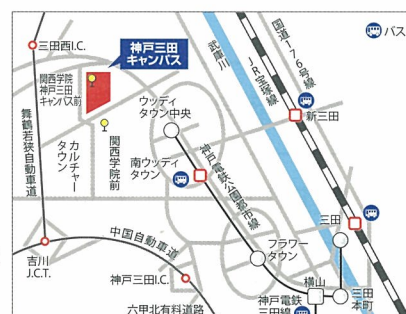 三田西I.C.
神戸三田
キャンパス
関西学院
神戸三田
キャンパス前
関西学院前
カルチャー
タウン
舞鶴若狭自動車道
ウッディ
タウン中央
南ウッディ
タウン
神戸電鉄公園都市線
武庫川
JR宝塚線
国道176号線
バス
新三田
三田
フラワー
タウン
中国自動車道
吉川
J.C.T.
神戸三田I.C.
六甲北有料道路
横山
神戸電鉄
三田線
三田
本町